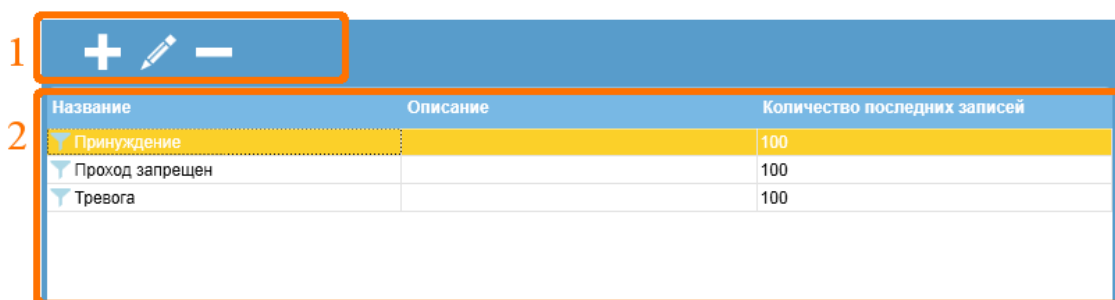 1
Название Описание Количество последних записей
2
Принуждение 100
Проход запрещен 100
Тревога 100